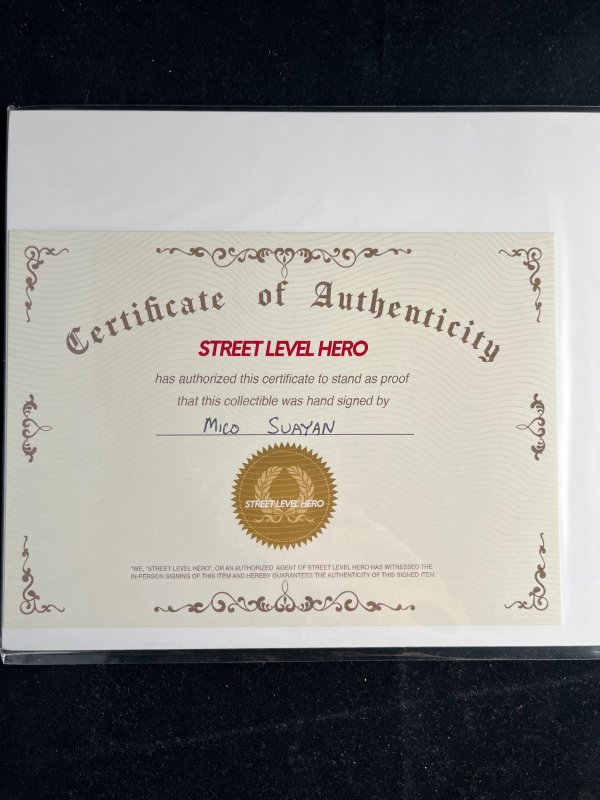 Certificate of Authenticity
STREET LEVEL HERO
has authorized this certificate to stand as proof
that this collectible was hand signed by
MICO SUAYAN
STREET LEVEL HERO
"WE, "STREET LEVEL HERO", OR AN AUTHORIZED AGENT OF STREET LEVEL HERO HAS WITNESSED THE
IN-PERSON SIGNING OF THIS ITEM AND HEREBY GUARANTEES THE AUTHENTICITY OF THIS SIGNED ITEM.